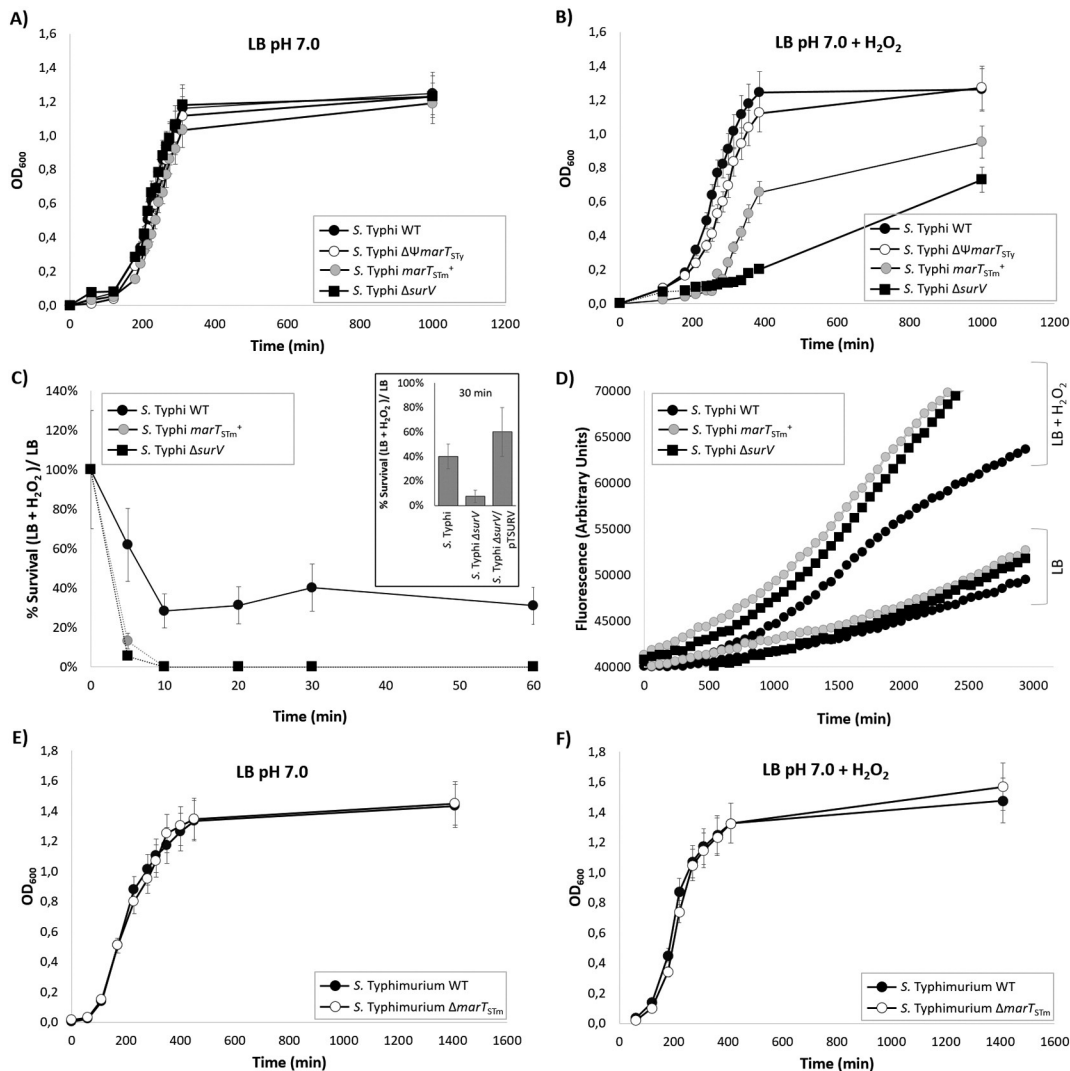 A)
LB pH 7.0
1,6
1,4
1,2
1,0
0,8
0,6
0,4
0,2
0,0
OD600
0 200 400 600 800 1000 1200
Time (min)
S. Typhi WT
S. Typhi ΔΨmarTSTy
S. Typhi marTSTm+
S. Typhi ΔsurV
B)
LB pH 7.0 + H2O2
1,6
1,4
1,2
1,0
0,8
0,6
0,4
0,2
0,0
OD600
0 200 400 600 800 1000 1200
Time (min)
S. Typhi WT
S. Typhi ΔΨmarTSTy
S. Typhi marTSTm+
S. Typhi ΔsurV
C)
140%
120%
100%
80%
60%
40%
20%
0%
% Survival (LB + H2O2)/ LB
0 10 20 30 40 50 60
Time (min)
S. Typhi WT
S. Typhi marTSTm+
S. Typhi ΔsurV
30 min
100%
80%
60%
40%
20%
0%
% Survival (LB + H2O2)/ LB
S. Typhi
S. Typhi ΔsurV
S. Typhi ΔsurV/
pTSURV
D)
70000
65000
60000
55000
50000
45000
40000
Fluorescence (Arbitrary Units)
0 500 1000 1500 2000 2500 3000
Time (min)
S. Typhi WT
S. Typhi marTSTm+
S. Typhi ΔsurV
LB + H2O2
LB
E)
LB pH 7.0
1,8
1,6
1,4
1,2
1,0
0,8
0,6
0,4
0,2
0,0
OD600
0 200 400 600 800 1000 1200 1400 1600
Time (min)
S. Typhimurium WT
S. Typhimurium ΔmarTSTm
F)
LB pH 7.0 + H2O2
1,8
1,6
1,4
1,2
1,0
0,8
0,6
0,4
0,2
0,0
OD600
0 200 400 600 800 1000 1200 1400 1600
Time (min)
S. Typhimurium WT
S. Typhimurium ΔmarTSTm